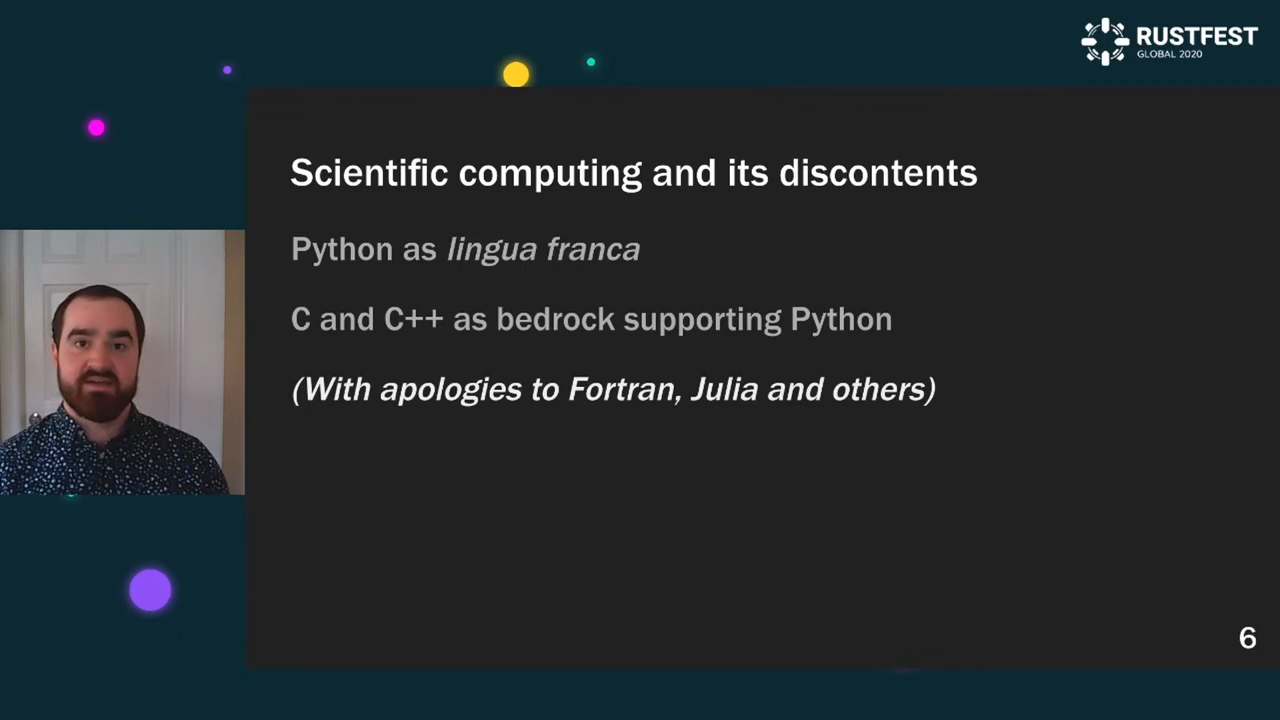 RUSTFEST
GLOBAL 2020
Scientific computing and its discontents
Python as lingua franca
C and C++ as bedrock supporting Python
(With apologies to Fortran, Julia and others)
6